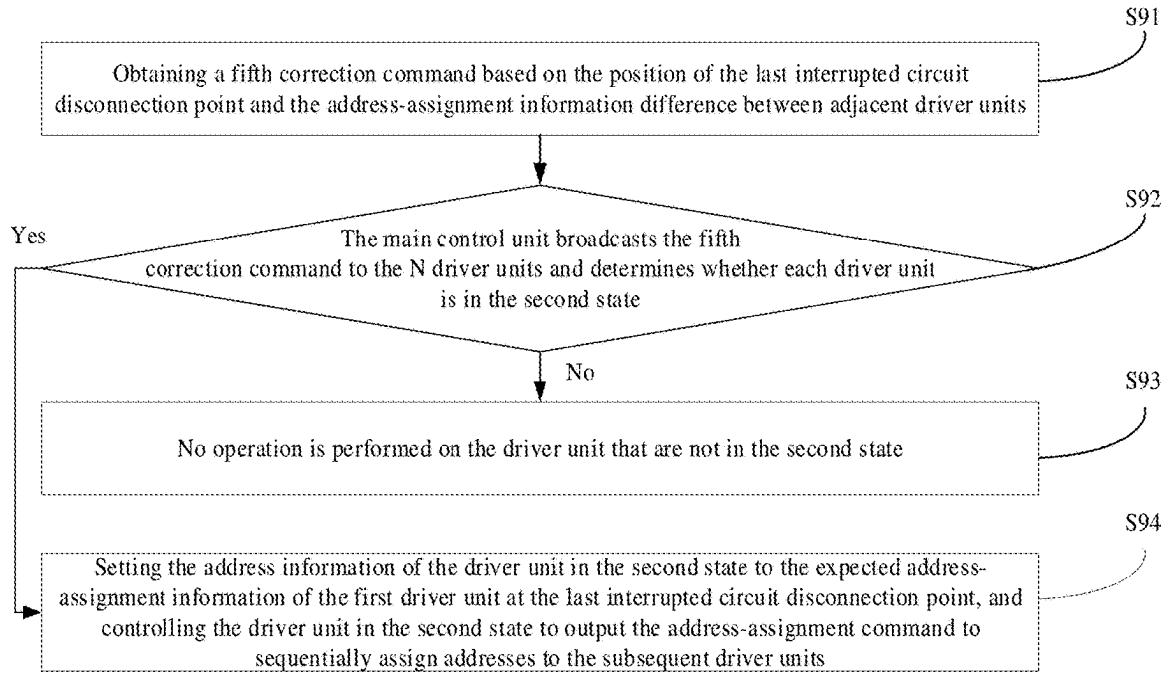 S91
Obtaining a fifth correction command based on the position of the last interrupted circuit
disconnection point and the address-assignment information difference between adjacent driver units
S92
Yes
The main control unit broadcasts the fifth
correction command to the N driver units and determines whether each driver unit
is in the second state
No
S93
No operation is performed on the driver unit that are not in the second state
S94
Setting the address information of the driver unit in the second state to the expected address-
assignment information of the first driver unit at the last interrupted circuit disconnection point, and
controlling the driver unit in the second state to output the address-assignment command to
sequentially assign addresses to the subsequent driver units